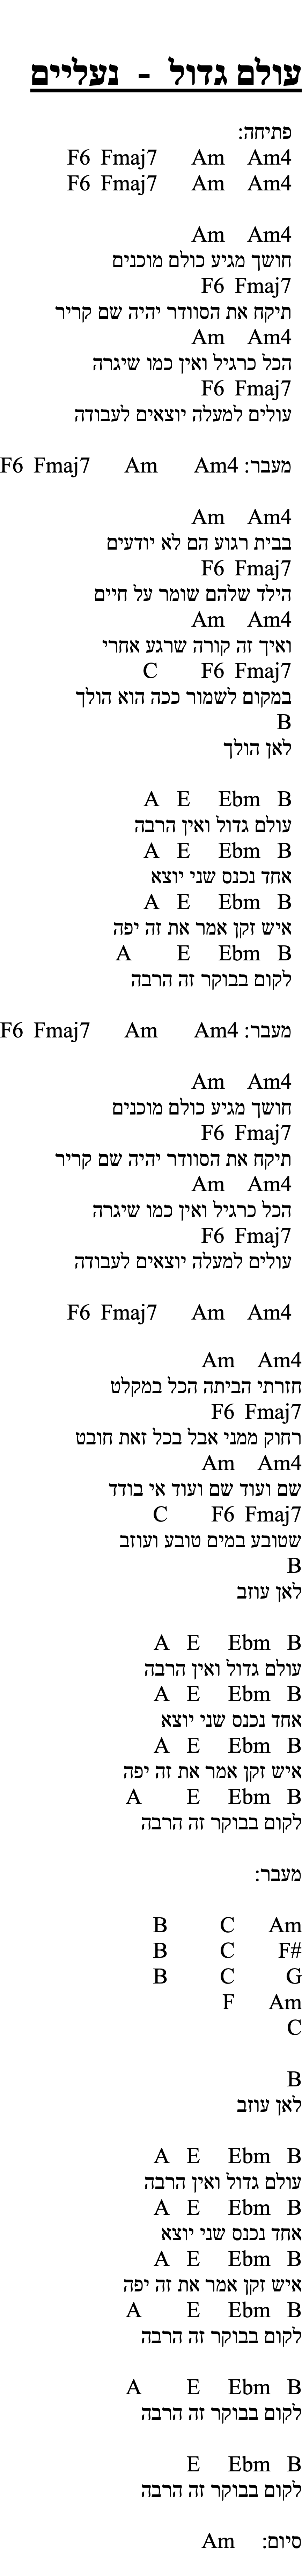 עולם גדול - נעליים
פתיחה:
F6 Fmaj7 Am Am4
F6 Fmaj7 Am Am4
Am Am4
חושך מגיע כולם מוכנים
F6 Fmaj7
תיקח את הסוודר יהיה שם קריר
Am Am4
הכל כרגיל ואין כמו שיגרה
F6 Fmaj7
עולים למעלה יוצאים לעבודה
מעבר: F6 Fmaj7 Am Am4
Am Am4
בבית רגוע הם לא יודעים
F6 Fmaj7
הילד שלהם שומר על חיים
Am Am4
ואיך זה קורה שרגע אחרי
C F6 Fmaj7
במקום לשמור ככה הוא הולך
B
לאן הולך
A E Ebm B
עולם גדול ואין הרבה
A E Ebm B
אחד נכנס שני יוצא
A E Ebm B
איש זקן אמר את זה יפה
A E Ebm B
לקום בבוקר זה הרבה
מעבר: F6 Fmaj7 Am Am4
Am Am4
חושך מגיע כולם מוכנים
F6 Fmaj7
תיקח את הסוודר יהיה שם קריר
Am Am4
הכל כרגיל ואין כמו שיגרה
F6 Fmaj7
עולים למעלה יוצאים לעבודה
F6 Fmaj7 Am Am4
Am Am4
חזרתי הביתה הכל במקלט
F6 Fmaj7
רחוק ממני אבל בכל זאת חובט
Am Am4
שם ועוד שם ועוד אי בודד
C F6 Fmaj7
שטובע במים טובע ועוזב
B
לאן עוזב
A E Ebm B
עולם גדול ואין הרבה
A E Ebm B
אחד נכנס שני יוצא
A E Ebm B
איש זקן אמר את זה יפה
A E Ebm B
לקום בבוקר זה הרבה
מעבר:
B C Am
B C F#
B C G
F Am
C
B
לאן עוזב
A E Ebm B
עולם גדול ואין הרבה
A E Ebm B
אחד נכנס שני יוצא
A E Ebm B
איש זקן אמר את זה יפה
A E Ebm B
לקום בבוקר זה הרבה
A E Ebm B
לקום בבוקר זה הרבה
E Ebm B
לקום בבוקר זה הרבה
סיום: Am